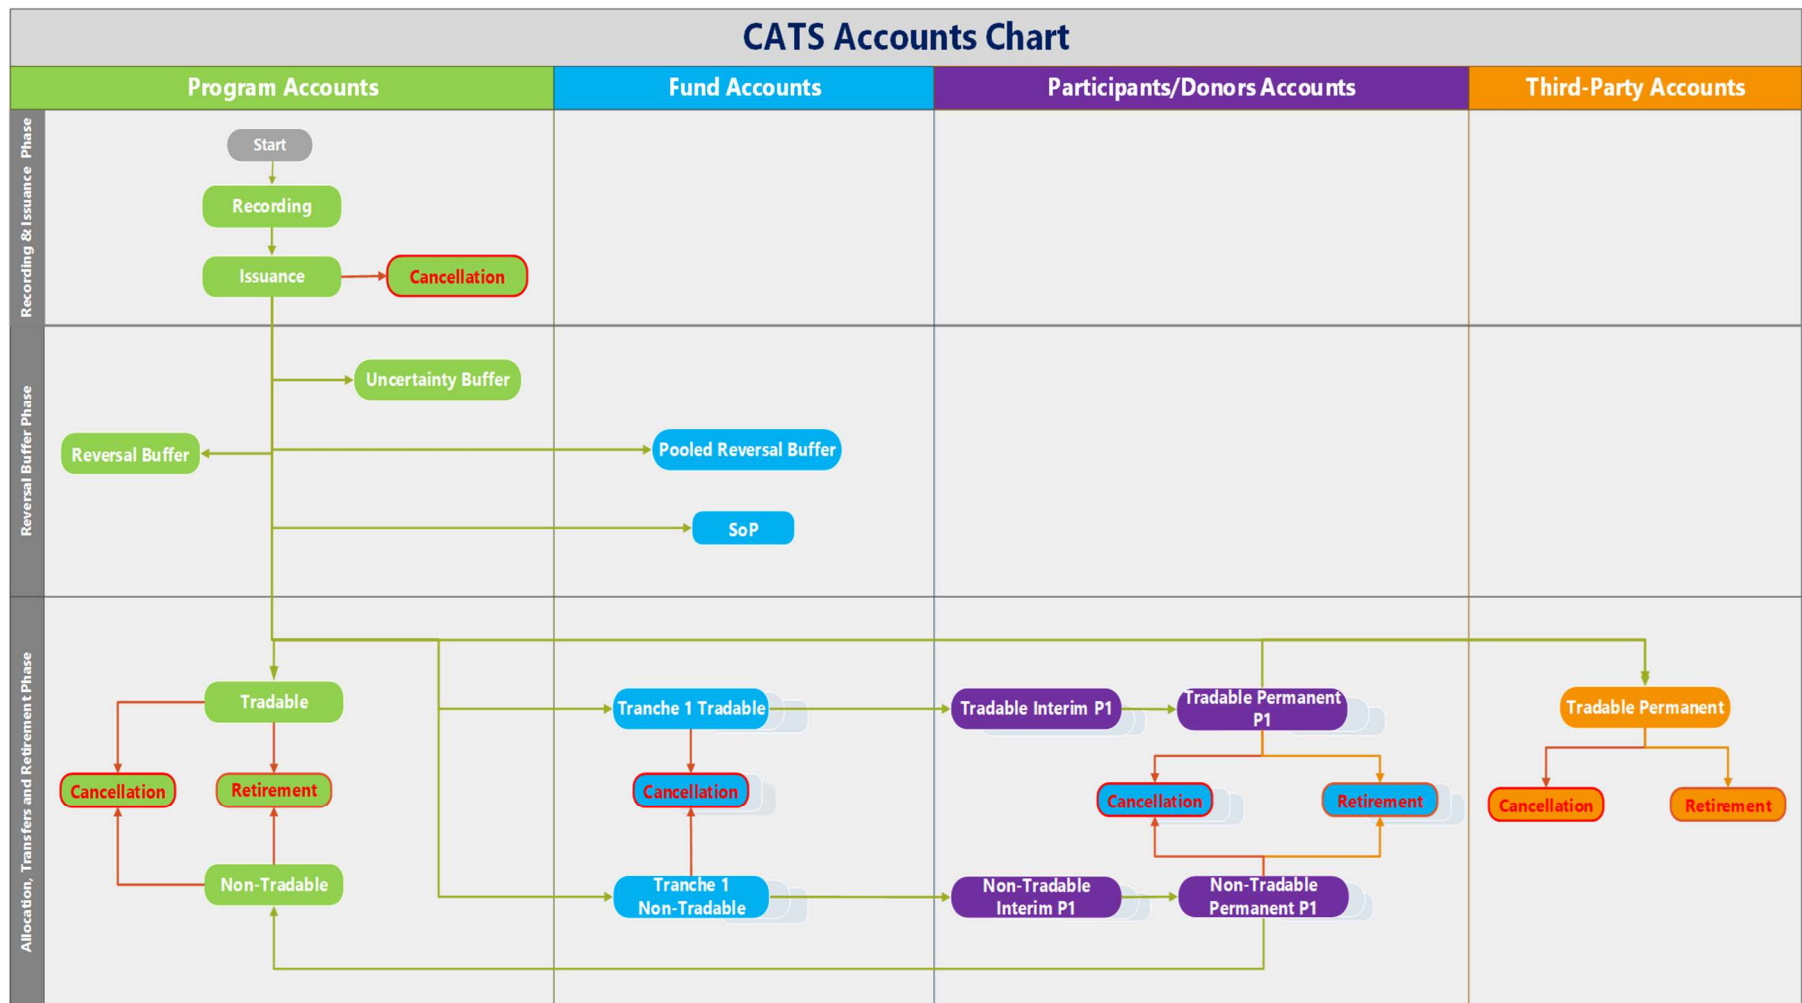 CATS Accounts Chart
Program Accounts
Fund Accounts
Participants/Donors Accounts
Third-Party Accounts
Recording & Issuance Phase
Start
Recording
Issuance
Cancellation
Reversal Buffer Phase
Uncertainty Buffer
Reversal Buffer
Pooled Reversal Buffer
SoP
Allocation, Transfers and Retirement Phase
Tradable
Tranche 1 Tradable
Tradable Interim P1
Tradable Permanent
P1
Tradable Permanent
Cancellation
Retirement
Cancellation
Cancellation
Retirement
Cancellation
Retirement
Non-Tradable
Tranche 1
Non-Tradable
Non-Tradable
Interim P1
Non-Tradable
Permanent P1